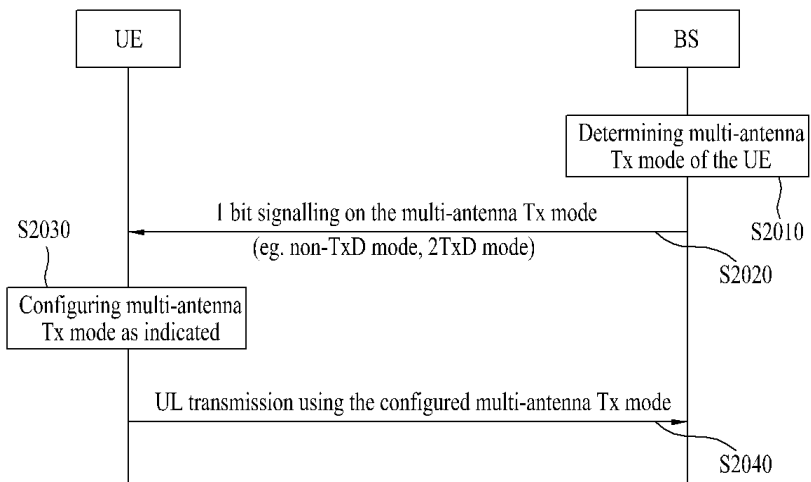 UE
BS
Determining multi-antenna
Tx mode of the UE
S2010
1 bit signalling on the multi-antenna Tx mode
(eg. non-TxD mode, 2TxD mode)
S2020
S2030
Configuring multi-antenna
Tx mode as indicated
UL transmission using the configured multi-antenna Tx mode
S2040